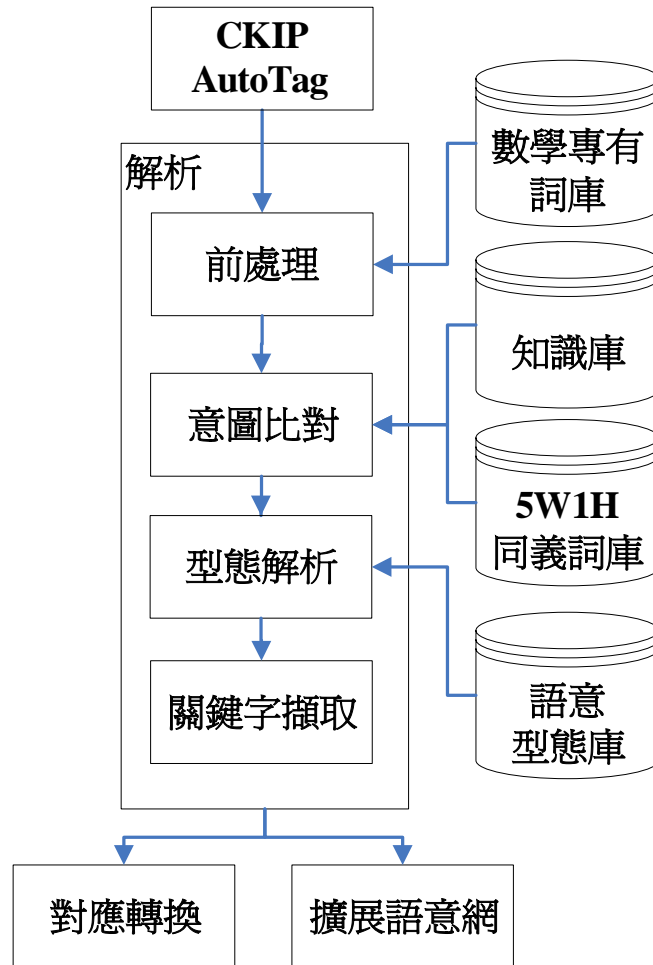 CKIP
AutoTag
數學專有
詞庫
解析
前處理
知識庫
意圖比對
5W1H
同義詞庫
型態解析
語意
型態庫
關鍵字擷取
對應轉換
擴展語意網